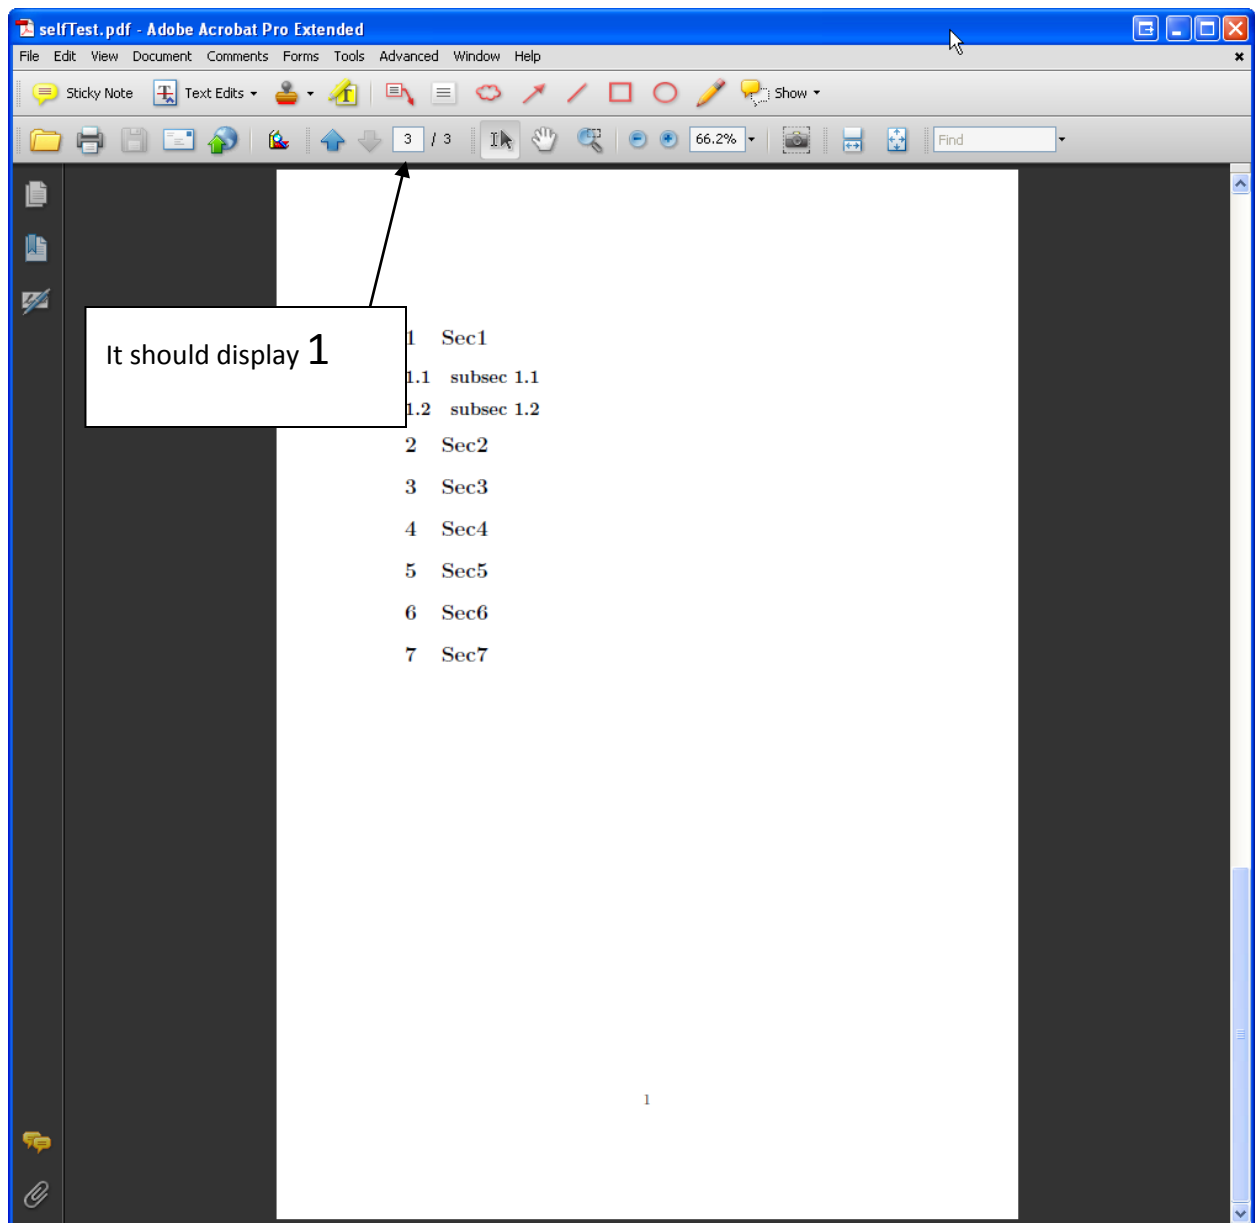 selfTest.pdf - Adobe Acrobat Pro Extended
File Edit View Document Comments Forms Tools Advanced Window Help
Sticky Note Text Edits Show
3 / 3 66.2% Find
It should display 1
1 Sec1
1.1 subsec 1.1
1.2 subsec 1.2
2 Sec2
3 Sec3
4 Sec4
5 Sec5
6 Sec6
7 Sec7
1